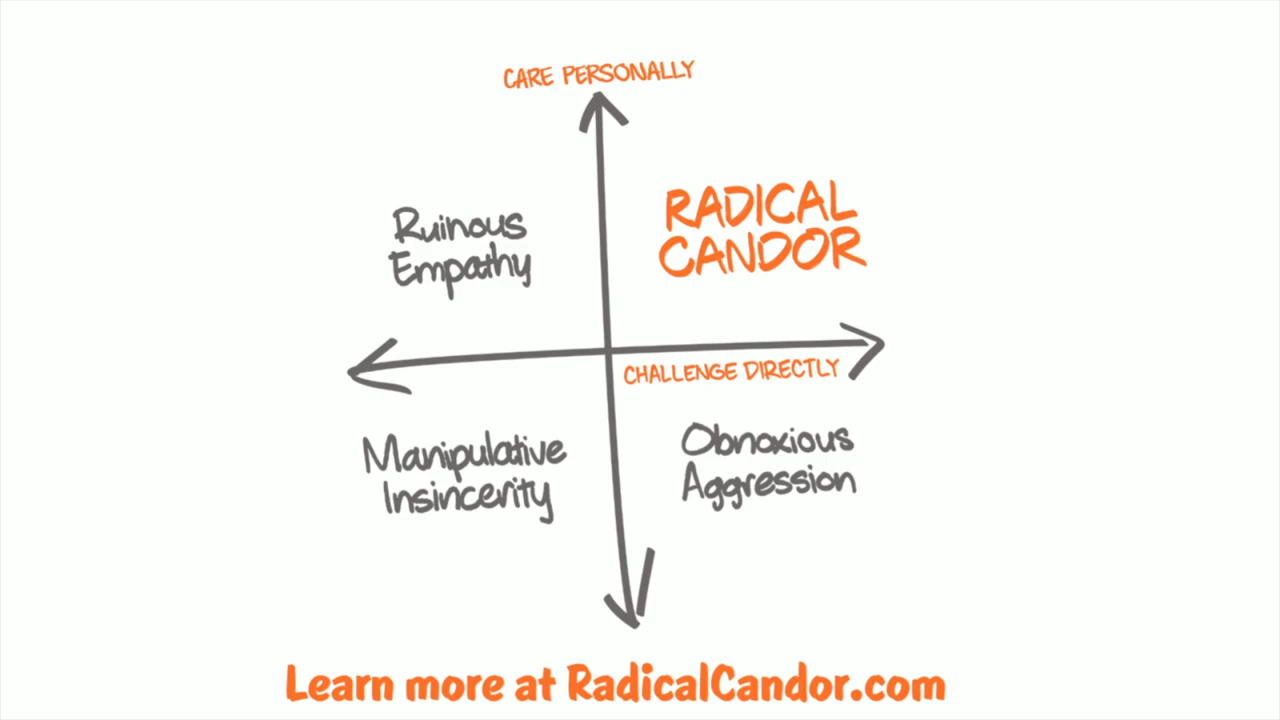 CARE PERSONALLY
Ruinous
Empathy
RADICAL
CANDOR
CHALLENGE DIRECTLY
Manipulative
Insincerity
Obnoxious
Aggression
Learn more at RadicalCandor.com